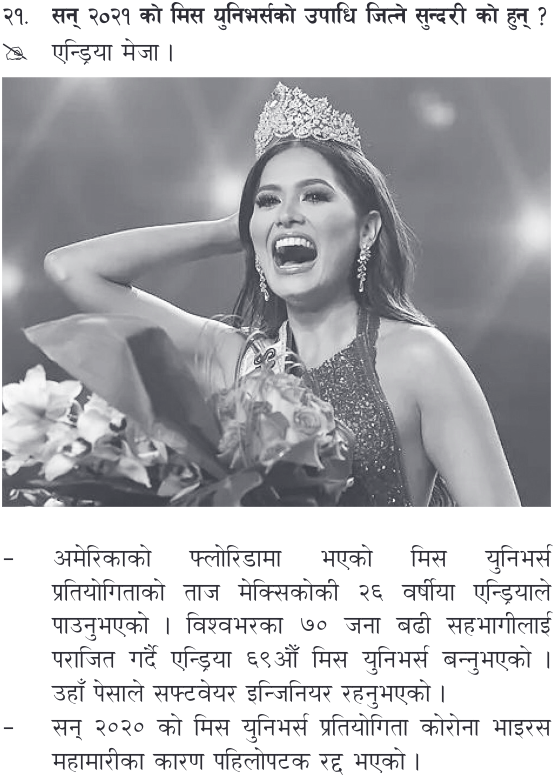 २१. सन् २०२१ को मिस युनिभर्सको उपाधि जित्ने सुन्दरी को हुन् ?
एन्ड्रिया मेजा ।
- अमेरिकाको फ्लोरिडामा भएको मिस युनिभर्स
प्रतियोगिताको ताज मेक्सिकोकी २६ वर्षीया एन्ड्रियाले
पाउनुभएको । विश्वभरका ७० जना बढी सहभागीलाई
पराजित गर्दै एन्ड्रिया ६९औँ मिस युनिभर्स बन्नुभएको ।
उहाँ पेसाले सफ्टवेयर इन्जिनियर रहनुभएको ।
- सन् २०२० को मिस युनिभर्स प्रतियोगिता कोरोना भाइरस
महामारीका कारण पहिलोपटक रद्द भएको ।